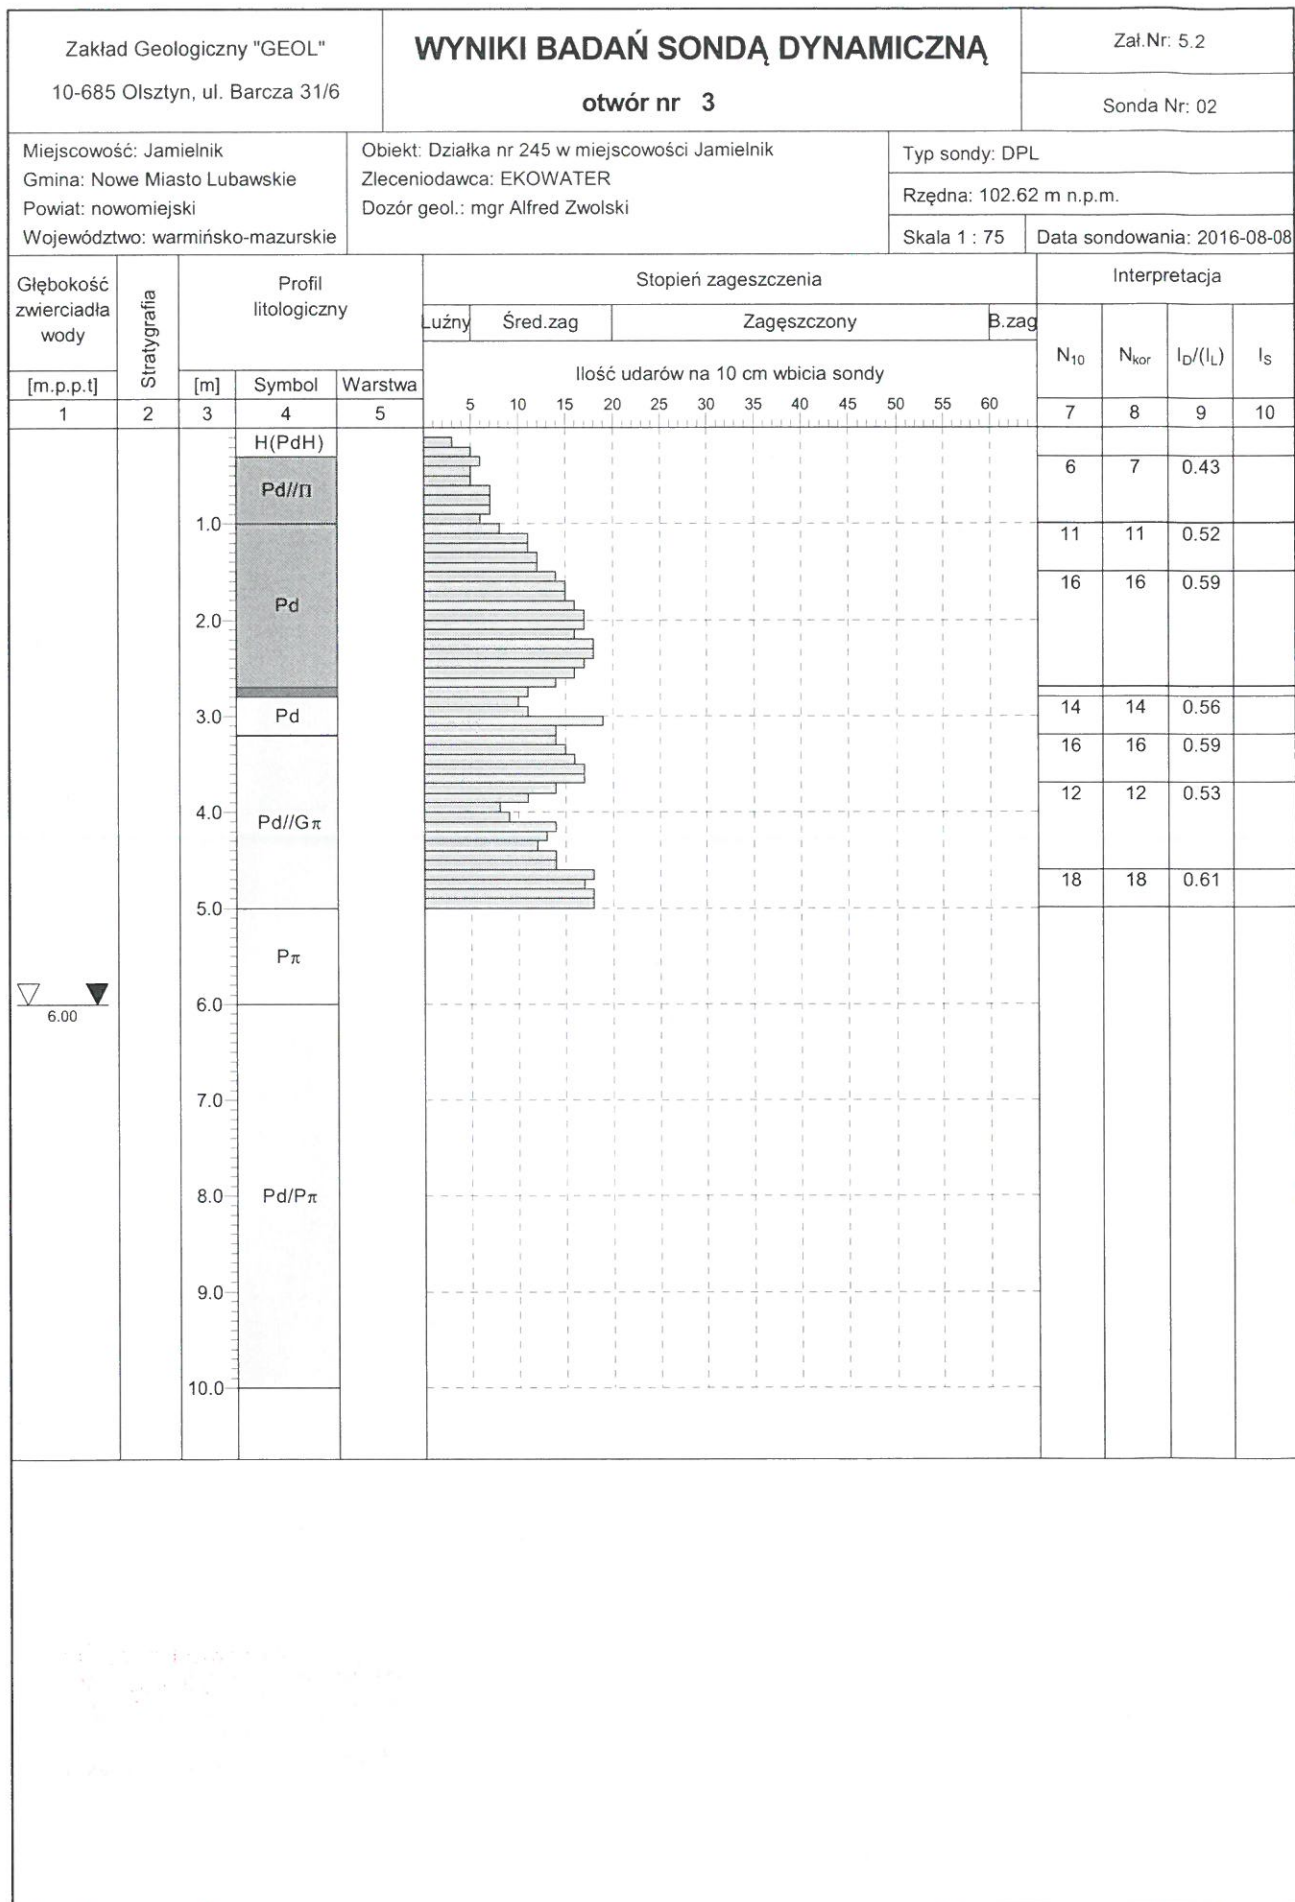 Zakład Geologiczny "GEOL"
10-685 Olsztyn, ul. Barcza 31/6
WYNIKI BADAŃ SONDĄ DYNAMICZNĄ
otwór nr 3
Zał.Nr: 5.2
Sonda Nr: 02
Miejscowość: Jamielnik
Gmina: Nowe Miasto Lubawskie
Powiat: nowomiejski
Województwo: warmińsko-mazurskie
Obiekt: Działka nr 245 w miejscowości Jamielnik
Zleceniodawca: EKOWATER
Dozór geol.: mgr Alfred Zwolski
Typ sondy: DPL
Rzędna: 102.62 m n.p.m.
Skala 1 : 75
Data sondowania: 2016-08-08
Głębokość
zwierciadła
wody
[m.p.p.t]
Stratygrafia
Profil
litologiczny
[m]
Symbol
Warstwa
Stopień zageszczenia
Luźny
Śred.zag
Zagęszczony
B.zag
Ilość udarów na 10 cm wbicia sondy
5 10 15 20 25 30 35 40 45 50 55 60
Interpretacja
N10
Nkor
ID/(IL)
IS
1 2 3 4 5 7 8 9 10
H(PdH)
Pd//Π
6 7 0.43
1.0
11 11 0.52
16 16 0.59
Pd
2.0
3.0
Pd
14 14 0.56
16 16 0.59
12 12 0.53
4.0
Pd//Gπ
18 18 0.61
5.0
Pπ
6.00
6.0
7.0
8.0
Pd/Pπ
9.0
10.0